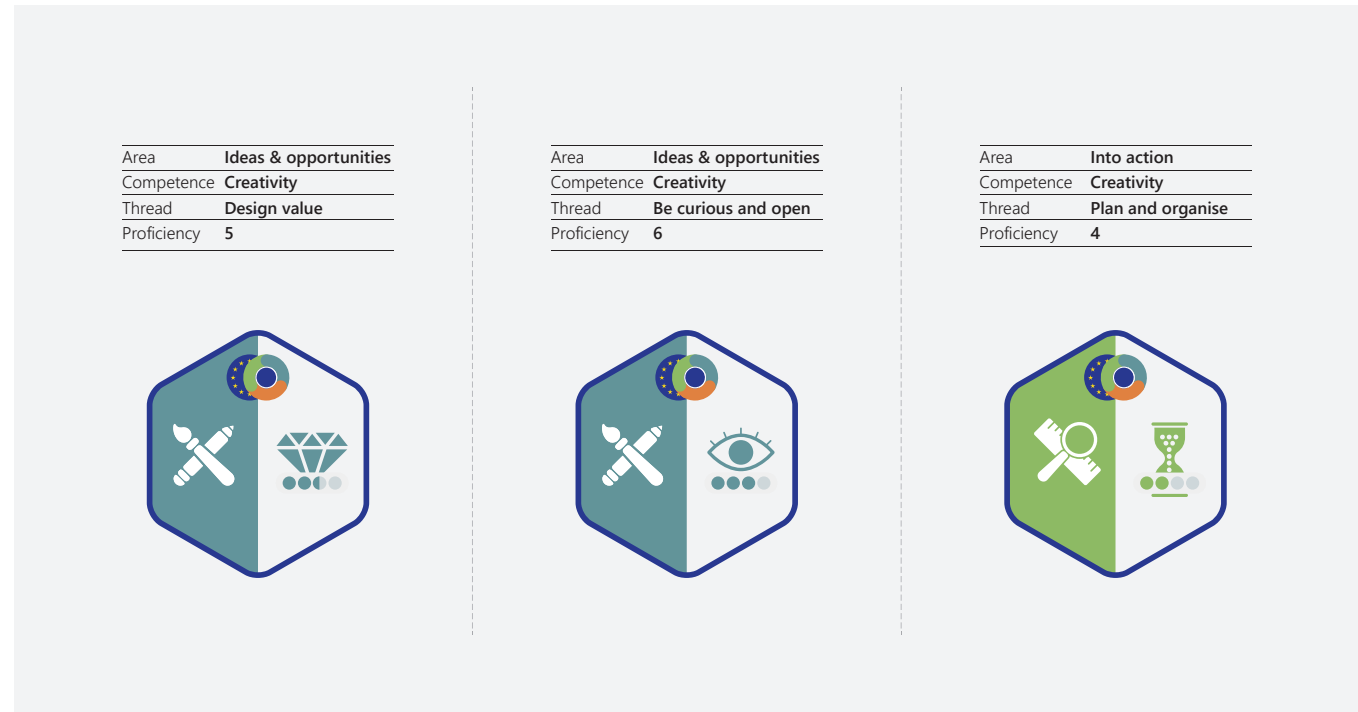 Area Ideas & opportunities
Competence Creativity
Thread Design value
Proficiency 5
Area Ideas & opportunities
Competence Creativity
Thread Be curious and open
Proficiency 6
Area Into action
Competence Creativity
Thread Plan and organise
Proficiency 4